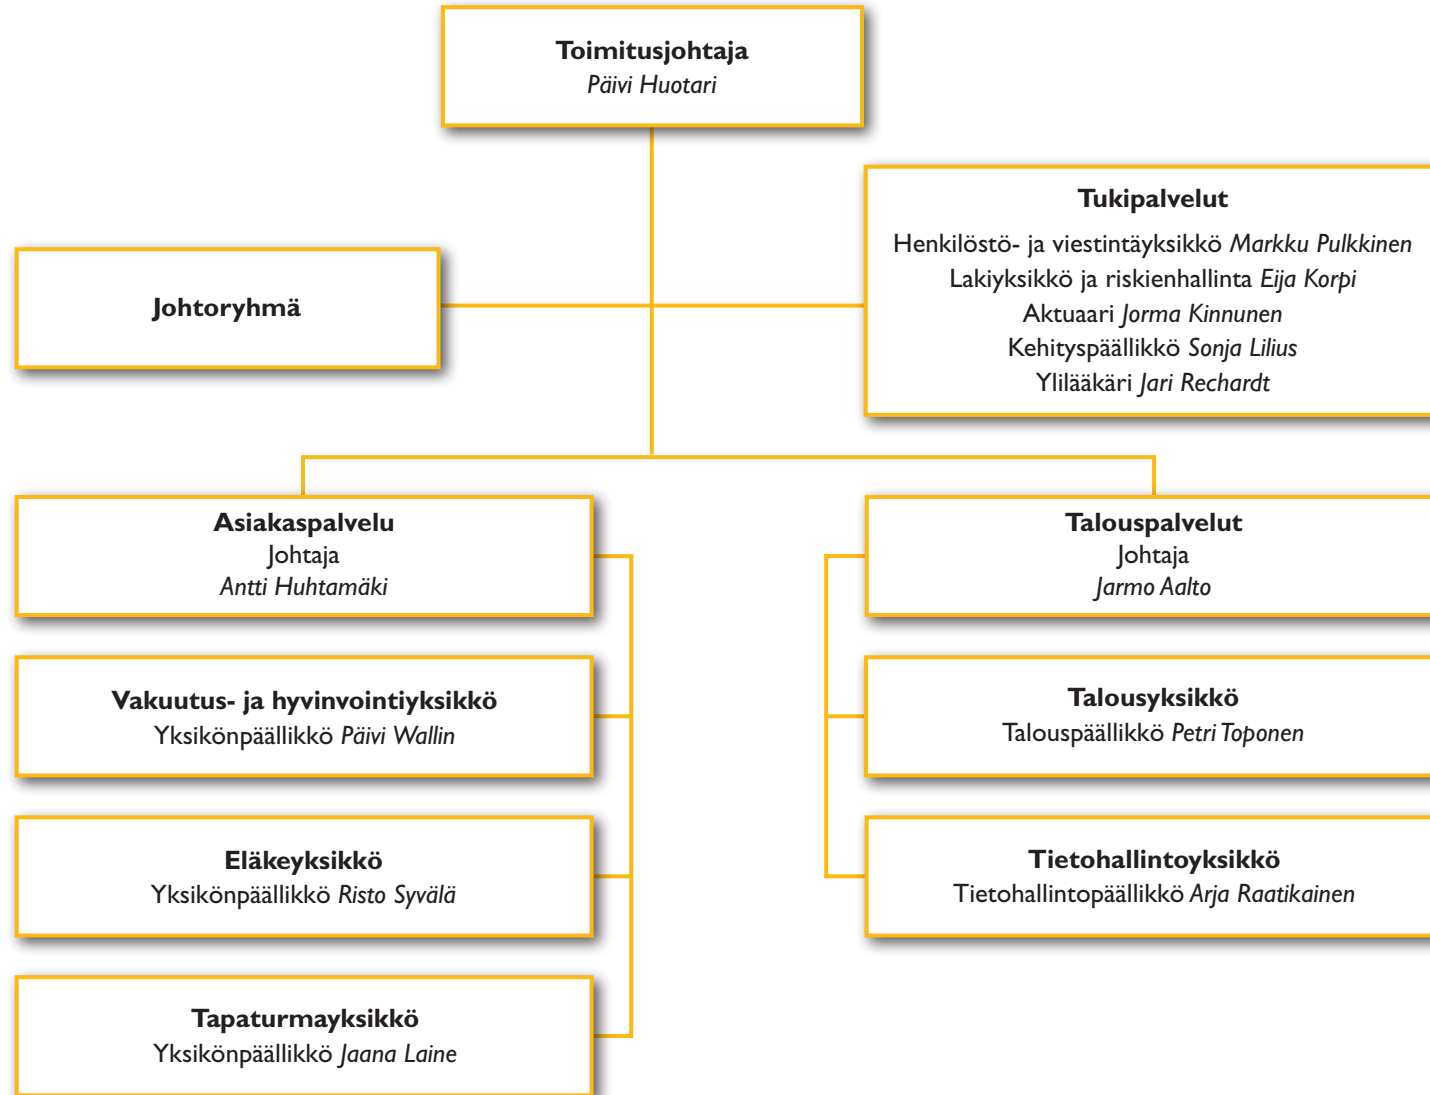 Toimitusjohtaja
Päivi Huotari
Tukipalvelut
Henkilöstö- ja viestintäyksikkö Markku Pulkkinen
Lakiyksikkö ja riskienhallinta Eija Korpi
Aktuaari Jorma Kinnunen
Kehityspäällikkö Sonja Lilius
Ylilääkäri Jari Rechardt
Johtoryhmä
Asiakaspalvelu
Johtaja
Antti Huhtamäki
Vakuutus- ja hyvinvointiyksikkö
Yksikönpäällikkö Päivi Wallin
Eläkeyksikkö
Yksikönpäällikkö Risto Syvälä
Tapaturmayksikkö
Yksikönpäällikkö Jaana Laine
Talouspalvelut
Johtaja
Jarmo Aalto
Talousyksikkö
Talouspäällikkö Petri Toponen
Tietohallintoyksikkö
Tietohallintopäällikkö Arja Raatikainen